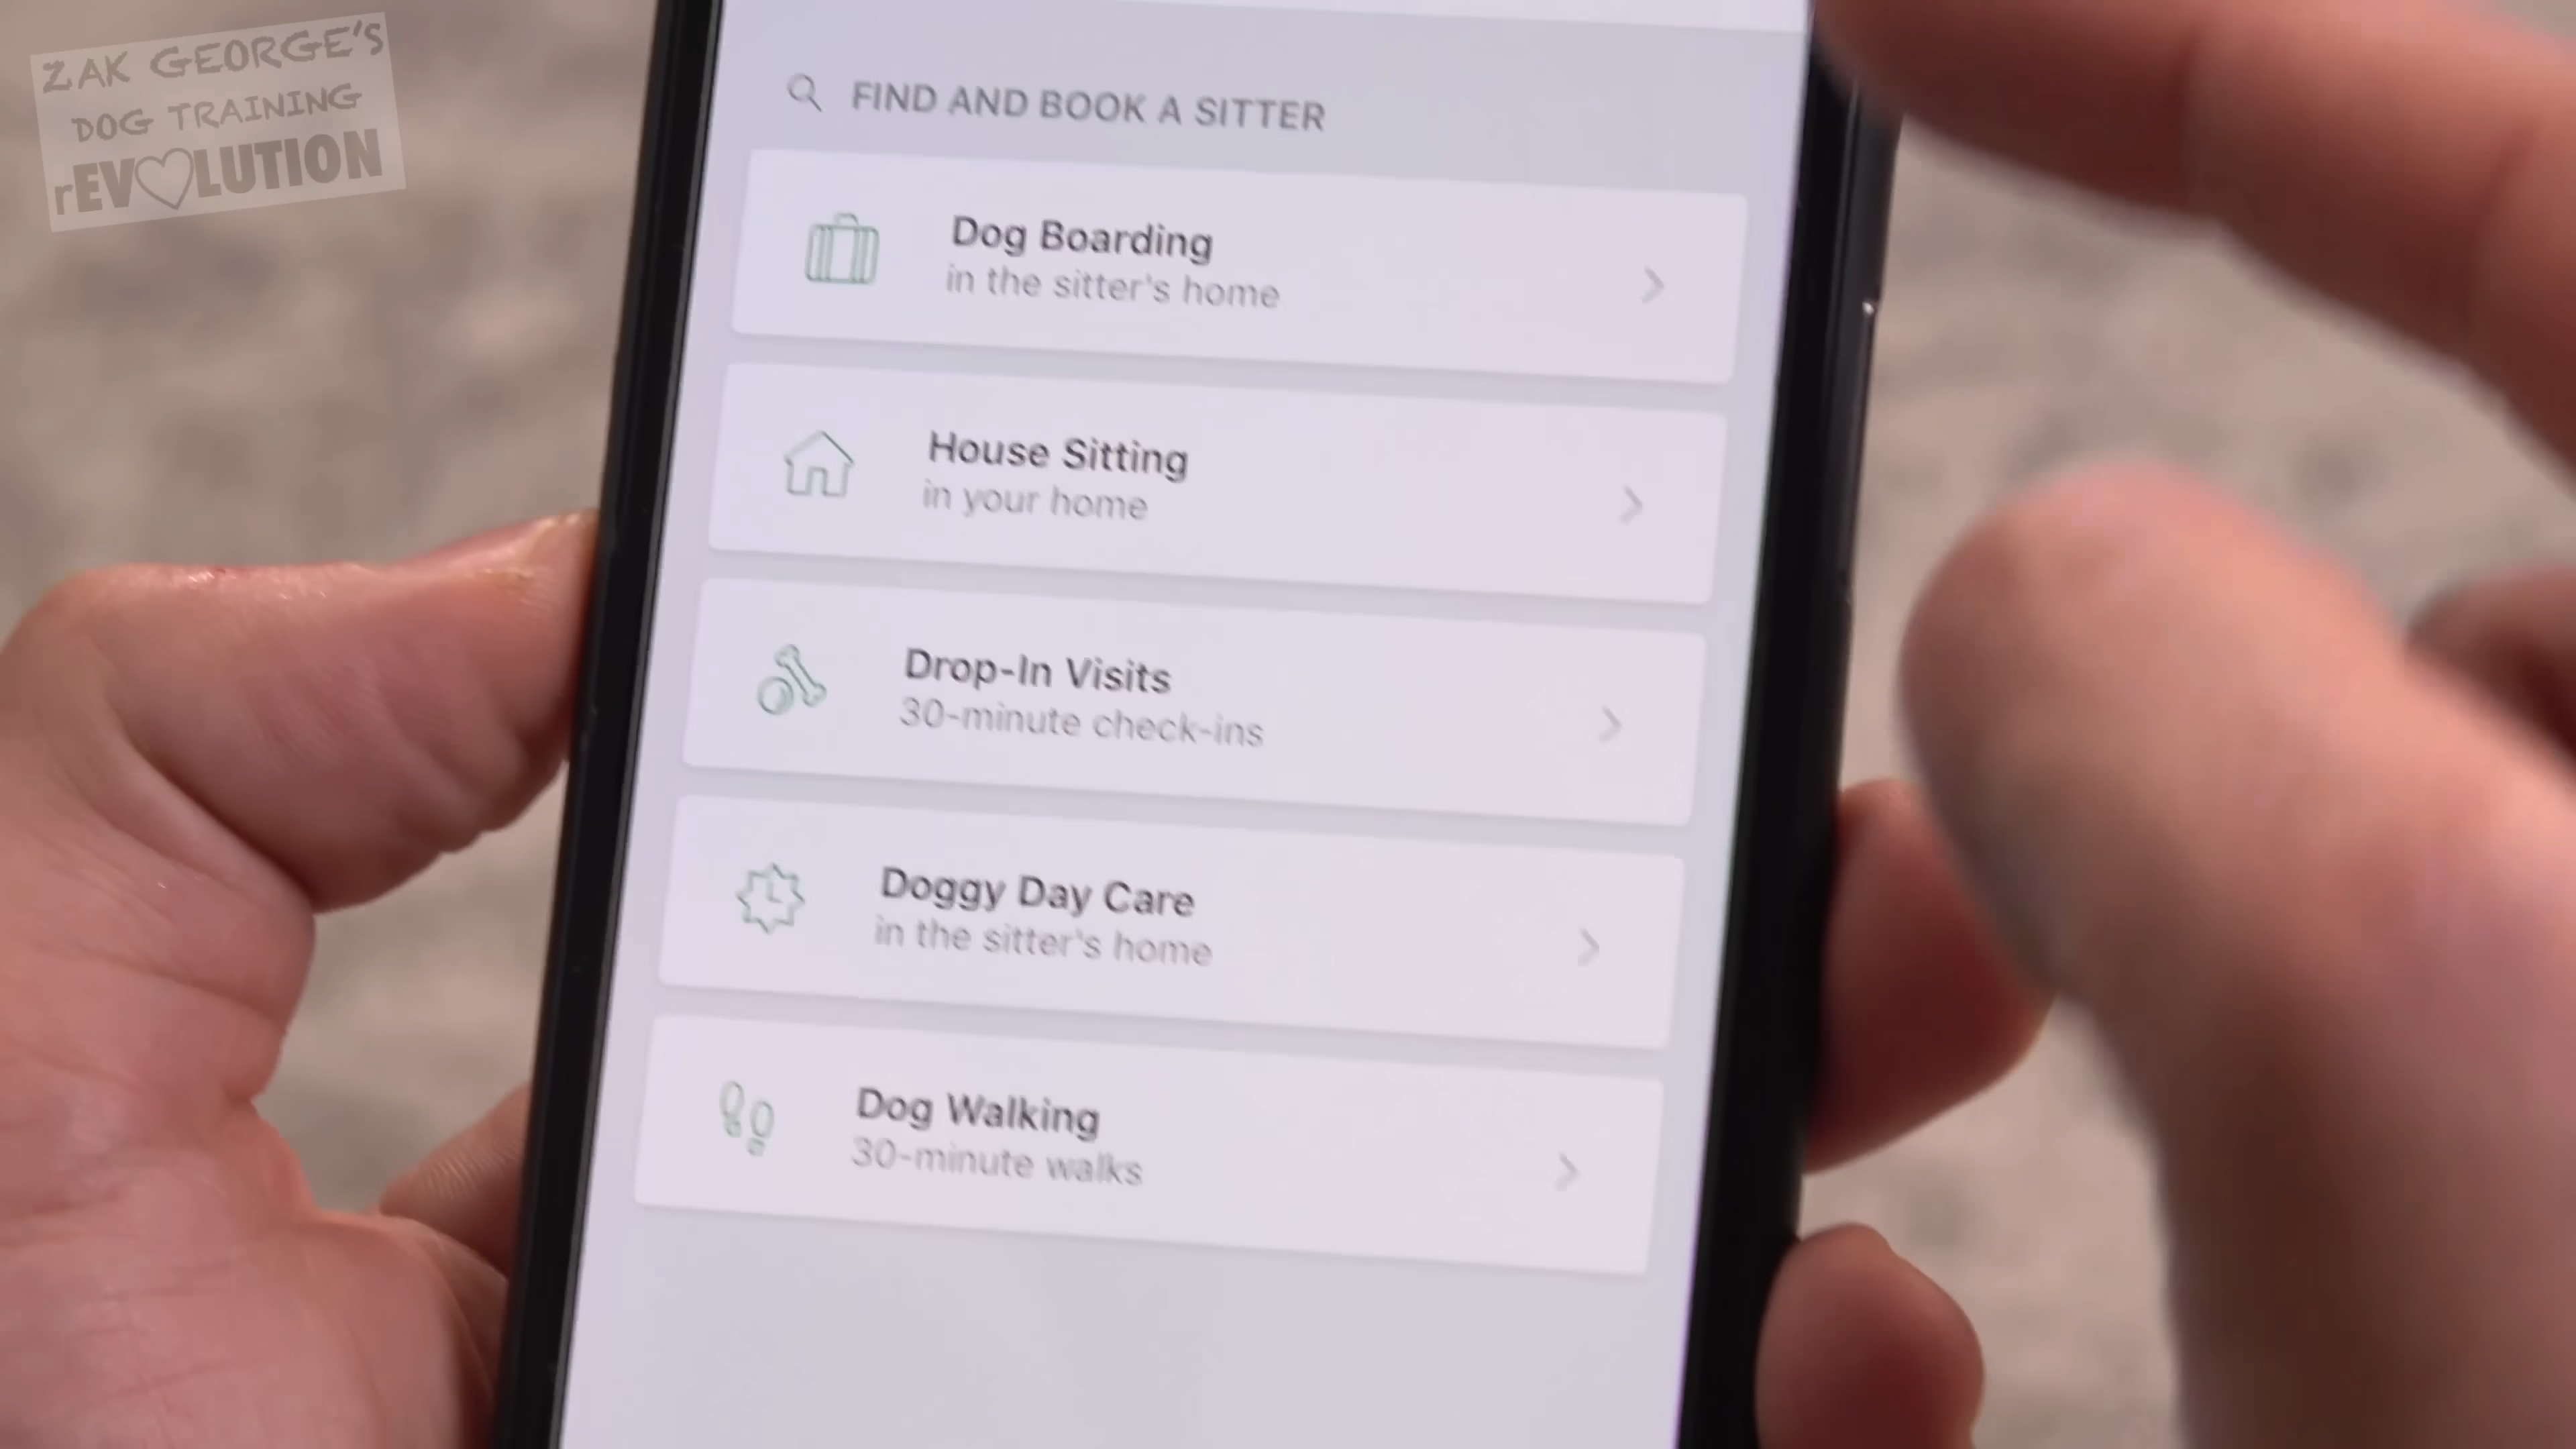 ZAK GEORGE'S
DOG TRAINING
rEVOLUTION
FIND AND BOOK A SITTER
Dog Boarding
in the sitter's home
House Sitting
in your home
Drop-In Visits
30-minute check-ins
Doggy Day Care
in the sitter's home
Dog Walking
30-minute walks